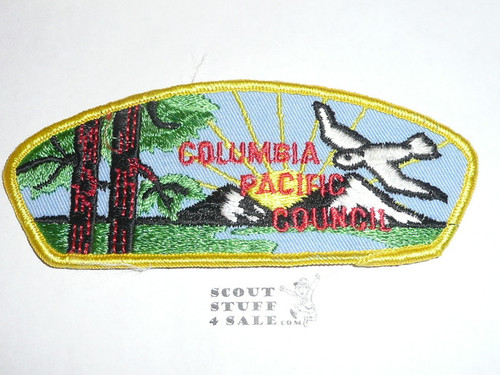 COLUMBIA
PACIFIC
COUNCIL
SCOUT
STUFF
4 SALE.COM